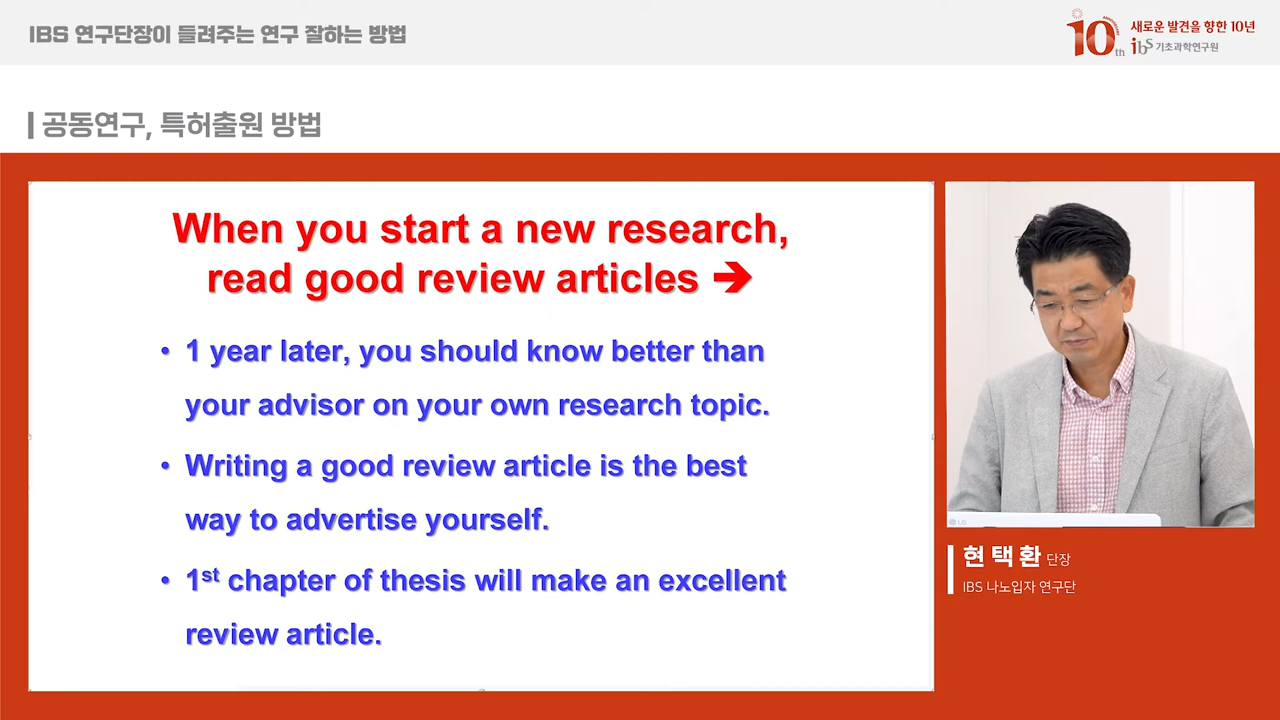 IBS 연구단장이 들려주는 연구 잘하는 방법
10th
ANNIVERSARY
새로운 발견을 향한 10년
ibs 기초과학연구원
공동연구, 특허출원 방법
When you start a new research,
read good review articles ➔
• 1 year later, you should know better than
your advisor on your own research topic.
• Writing a good review article is the best
way to advertise yourself.
• 1st chapter of thesis will make an excellent
review article.
LG
현택환 단장
IBS 나노입자 연구단